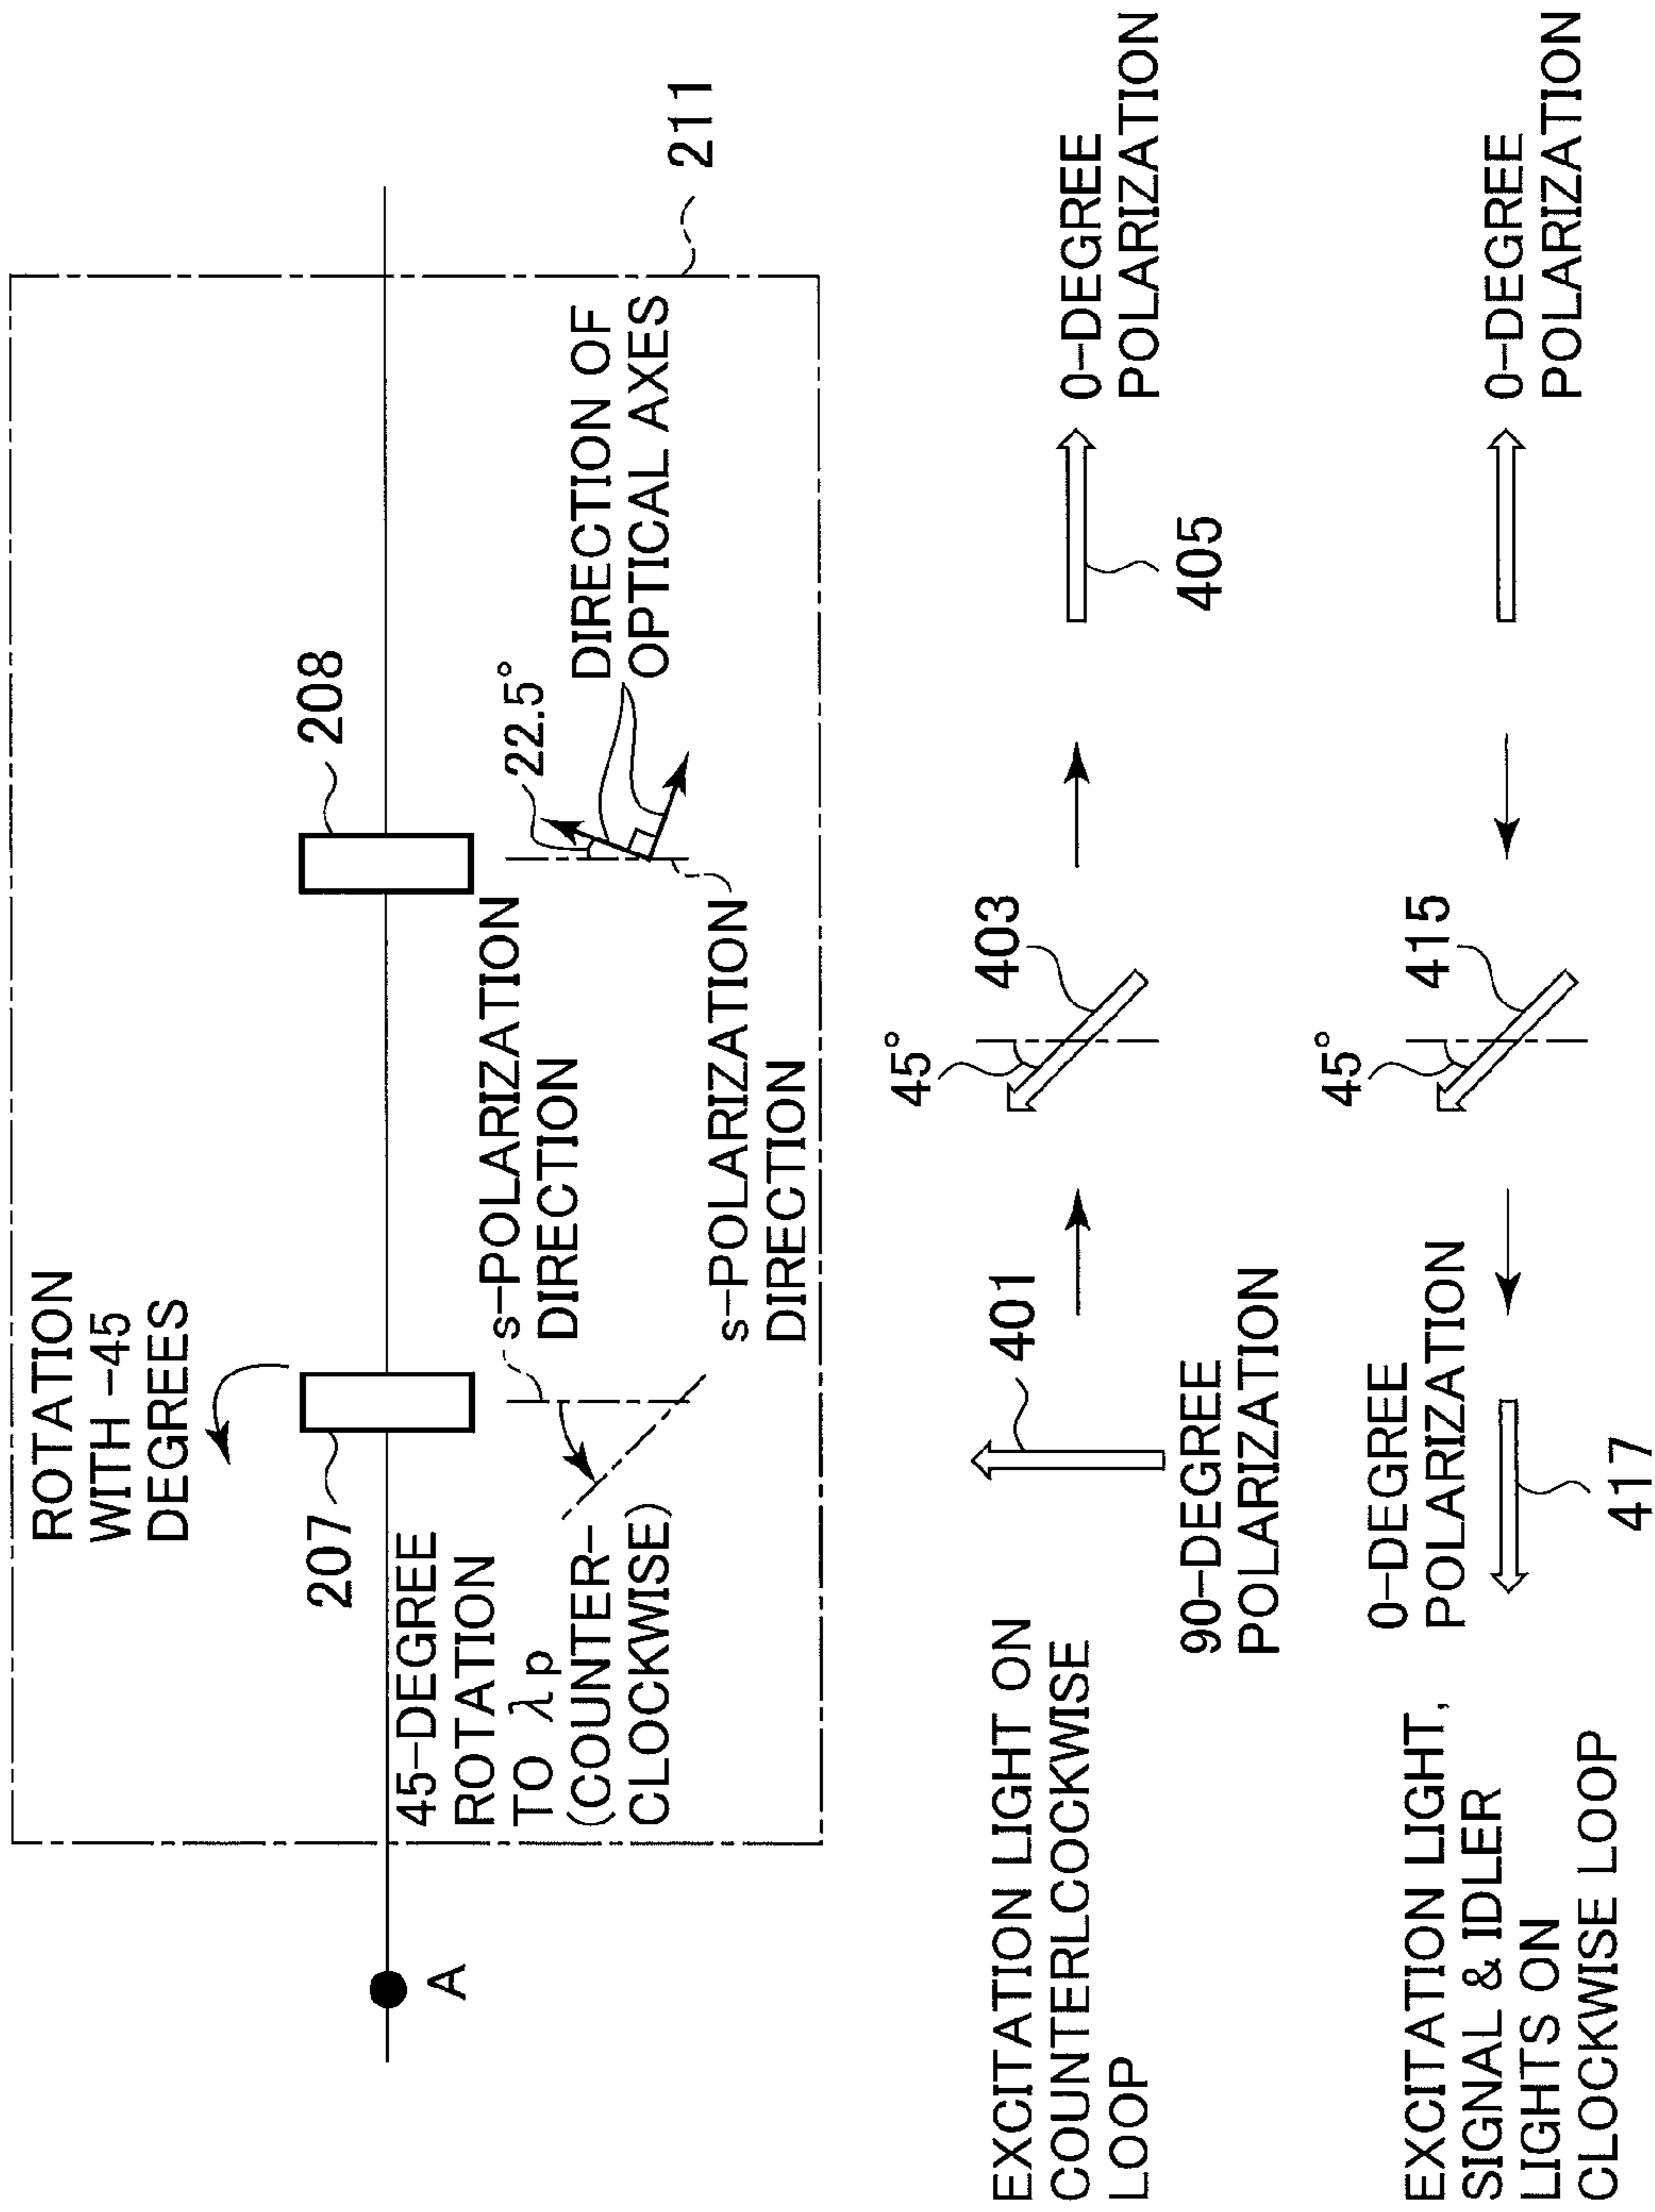 ROTATION
WITH -45
DEGREES
207
208
211
A
45-DEGREE
ROTATION
TO λp
(COUNTER-
CLOCKWISE)
s-POLARIZATION
DIRECTION
s-POLARIZATION
DIRECTION
22.5°
DIRECTION OF
OPTICAL AXES
EXCITATION LIGHT ON
COUNTERLCOCKWISE
LOOP
401
90-DEGREE
POLARIZATION
45°
403
405
0-DEGREE
POLARIZATION
EXCITATION LIGHT,
SIGNAL & IDLER
LIGHTS ON
CLOCKWISE LOOP
0-DEGREE
POLARIZATION
417
45°
415
0-DEGREE
POLARIZATION